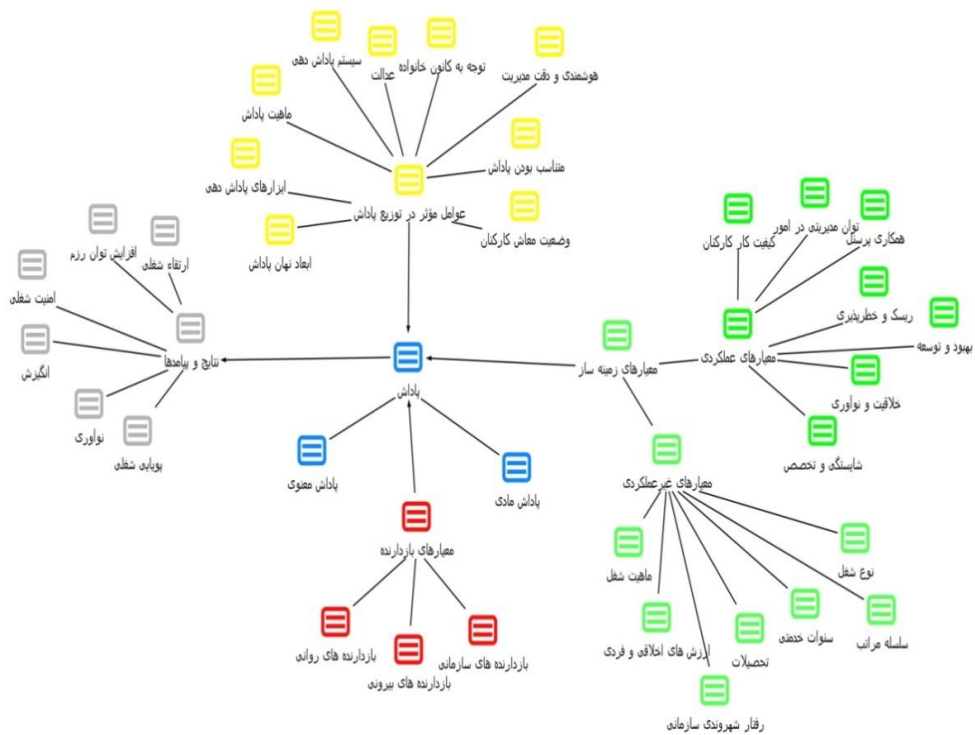 سیستم پاداش دهی
عدالت
توجه به کانون خانواده
هوشمندی و دقت مدیریت
ماهیت پاداش
متناسب بودن پاداش
ابزارهای پاداش دهی
عوامل مؤثر در توزیع پاداش
وضعیت معاش کارکنان
ابعاد نهان پاداش
همکاری پرسنل
توان مدیریتی در امور
کیفیت کار کارکنان
ریسک و خطرپذیری
بهبود و توسعه
معیارهای عملکردی
خلاقیت و نوآوری
شایستگی و تخصص
معیارهای زمینه ساز
افزایش توان رزم
ارتقاء شغلی
امنیت شغلی
نتایج و پیامدها
انگیزش
نوآوری
پویایی شغلی
پاداش
پاداش معنوی
پاداش مادی
معیارهای غیرعملکردی
نوع شغل
ماهیت شغل
سلسله مراتب
سنوات خدمتی
تحصیلات
ارزش های اخلاقی و فردی
رفتار شهروندی سازمانی
معیارهای بازدارنده
بازدارنده های سازمانی
بازدارنده های بیرونی
بازدارنده های روانی